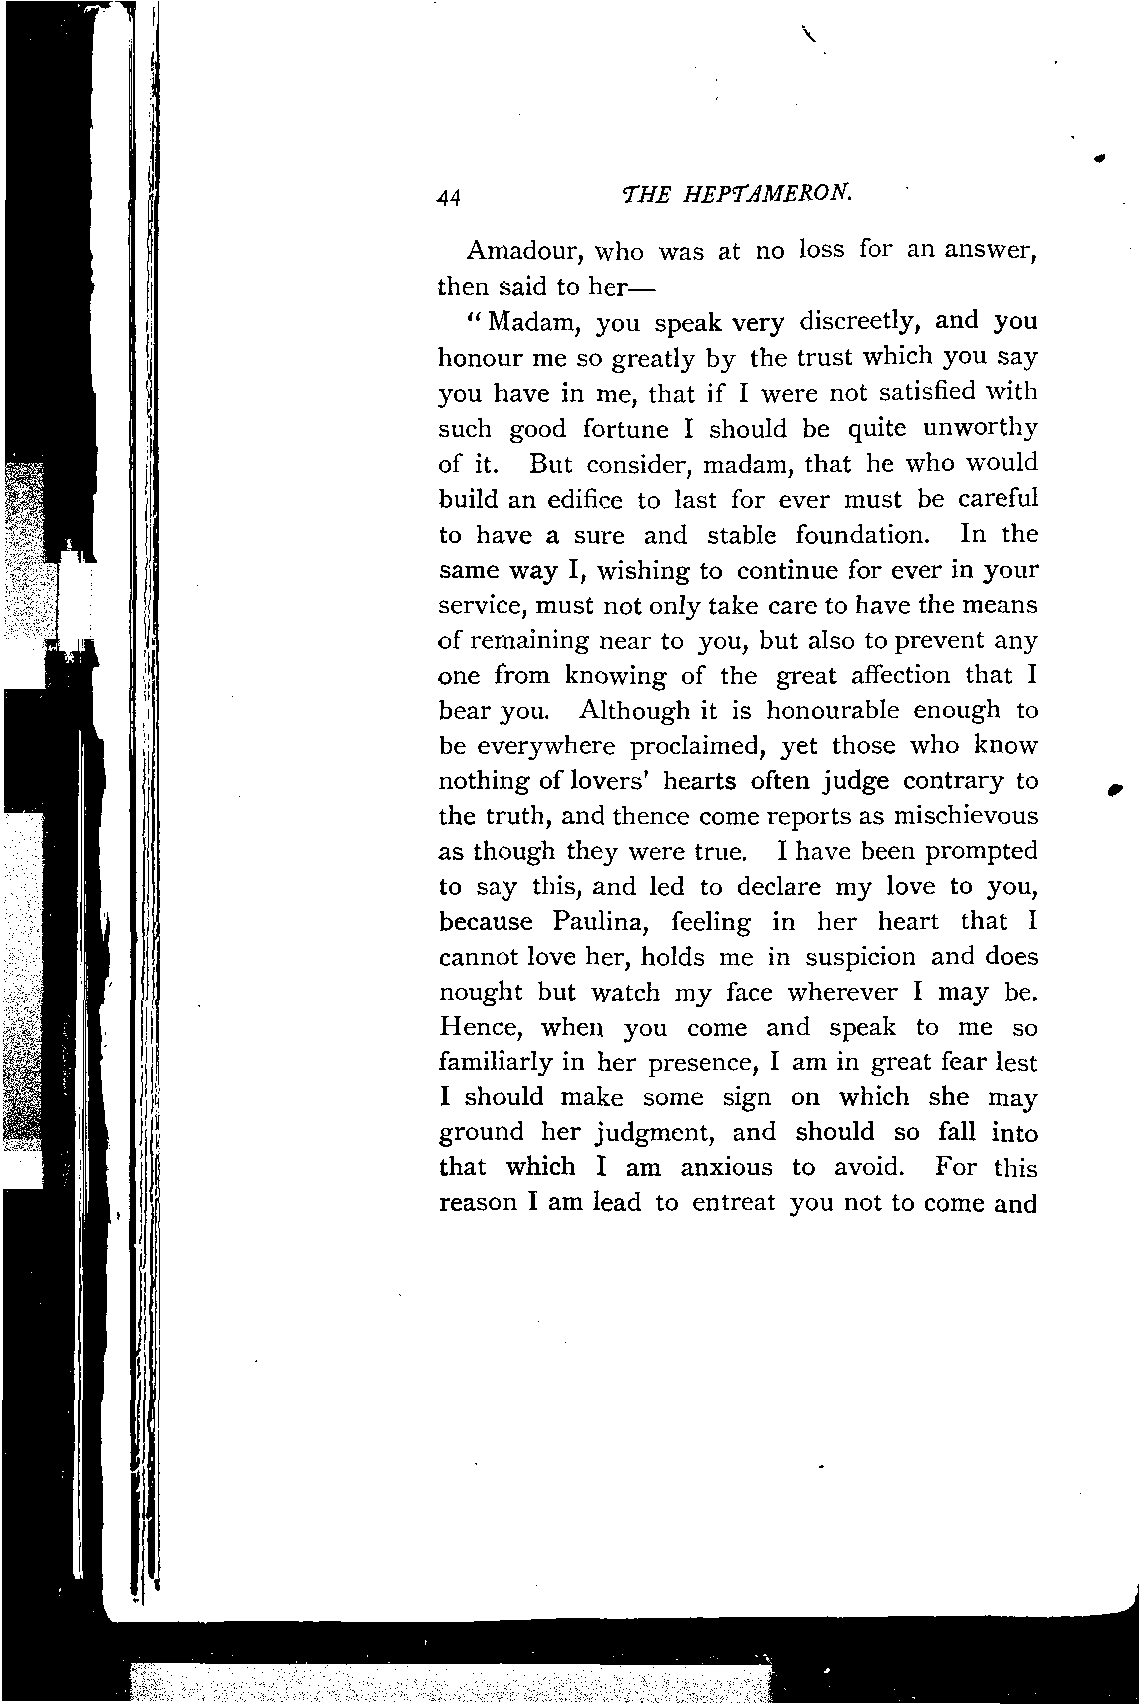 44 THE HEPTAMERON.
Amadour, who was at no loss for an answer,
then said to her—
“Madam, you speak very discreetly, and you
honour me so greatly by the trust which you say
you have in me, that if I were not satisfied with
such good fortune I should be quite unworthy
of it. But consider, madam, that he who would
build an edifice to last for ever must be careful
to have a sure and stable foundation. In the
same way I, wishing to continue for ever in your
service, must not only take care to have the means
of remaining near to you, but also to prevent any
one from knowing of the great affection that I
bear you. Although it is honourable enough to
be everywhere proclaimed, yet those who know
nothing of lovers' hearts often judge contrary to
the truth, and thence come reports as mischievous
as though they were true. I have been prompted
to say this, and led to declare my love to you,
because Paulina, feeling in her heart that I
cannot love her, holds me in suspicion and does
nought but watch my face wherever I may be.
Hence, when you come and speak to me so
familiarly in her presence, I am in great fear lest
I should make some sign on which she may
ground her judgment, and should so fall into
that which I am anxious to avoid. For this
reason I am lead to entreat you not to come and